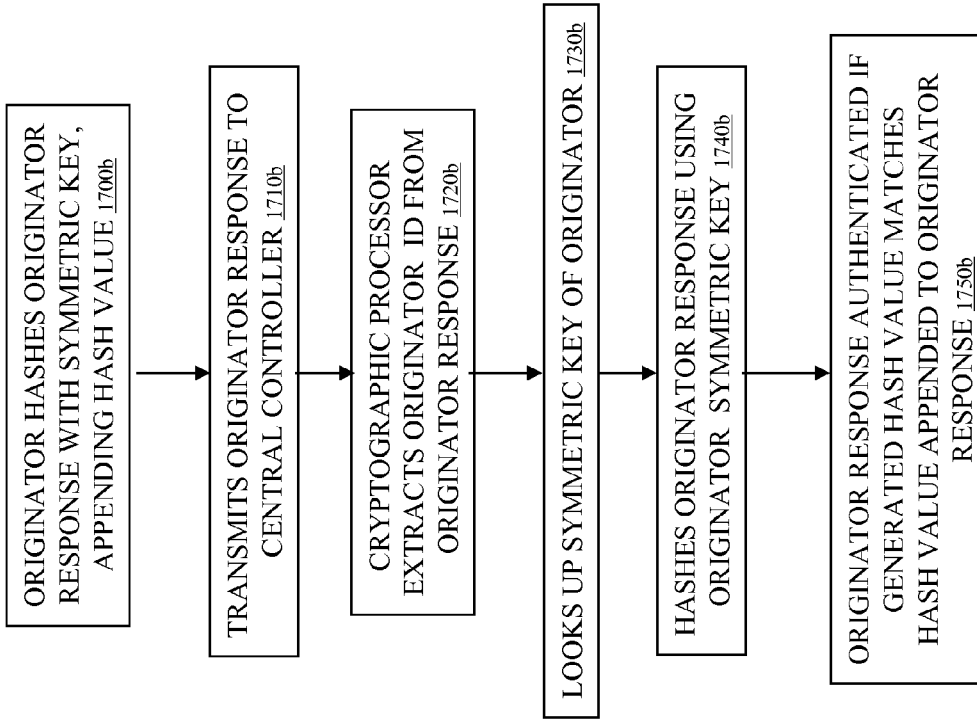 ORIGINATOR HASHES ORIGINATOR
RESPONSE WITH SYMMETRIC KEY,
APPENDING HASH VALUE 1700b
TRANSMITS ORIGINATOR RESPONSE TO
CENTRAL CONTROLLER 1710b
CRYPTOGRAPHIC PROCESSOR
EXTRACTS ORIGINATOR ID FROM
ORIGINATOR RESPONSE 1720b
LOOKS UP SYMMETRIC KEY OF ORIGINATOR 1730b
HASHES ORIGINATOR RESPONSE USING
ORIGINATOR SYMMETRIC KEY 1740b
ORIGINATOR RESPONSE AUTHENTICATED IF
GENERATED HASH VALUE MATCHES
HASH VALUE APPENDED TO ORIGINATOR
RESPONSE 1750b